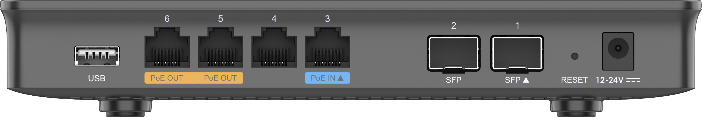 6 5 4 3 2 1
USB PoE OUT PoE OUT PoE IN ▲ SFP SFP ▲ RESET 12-24V ⎓